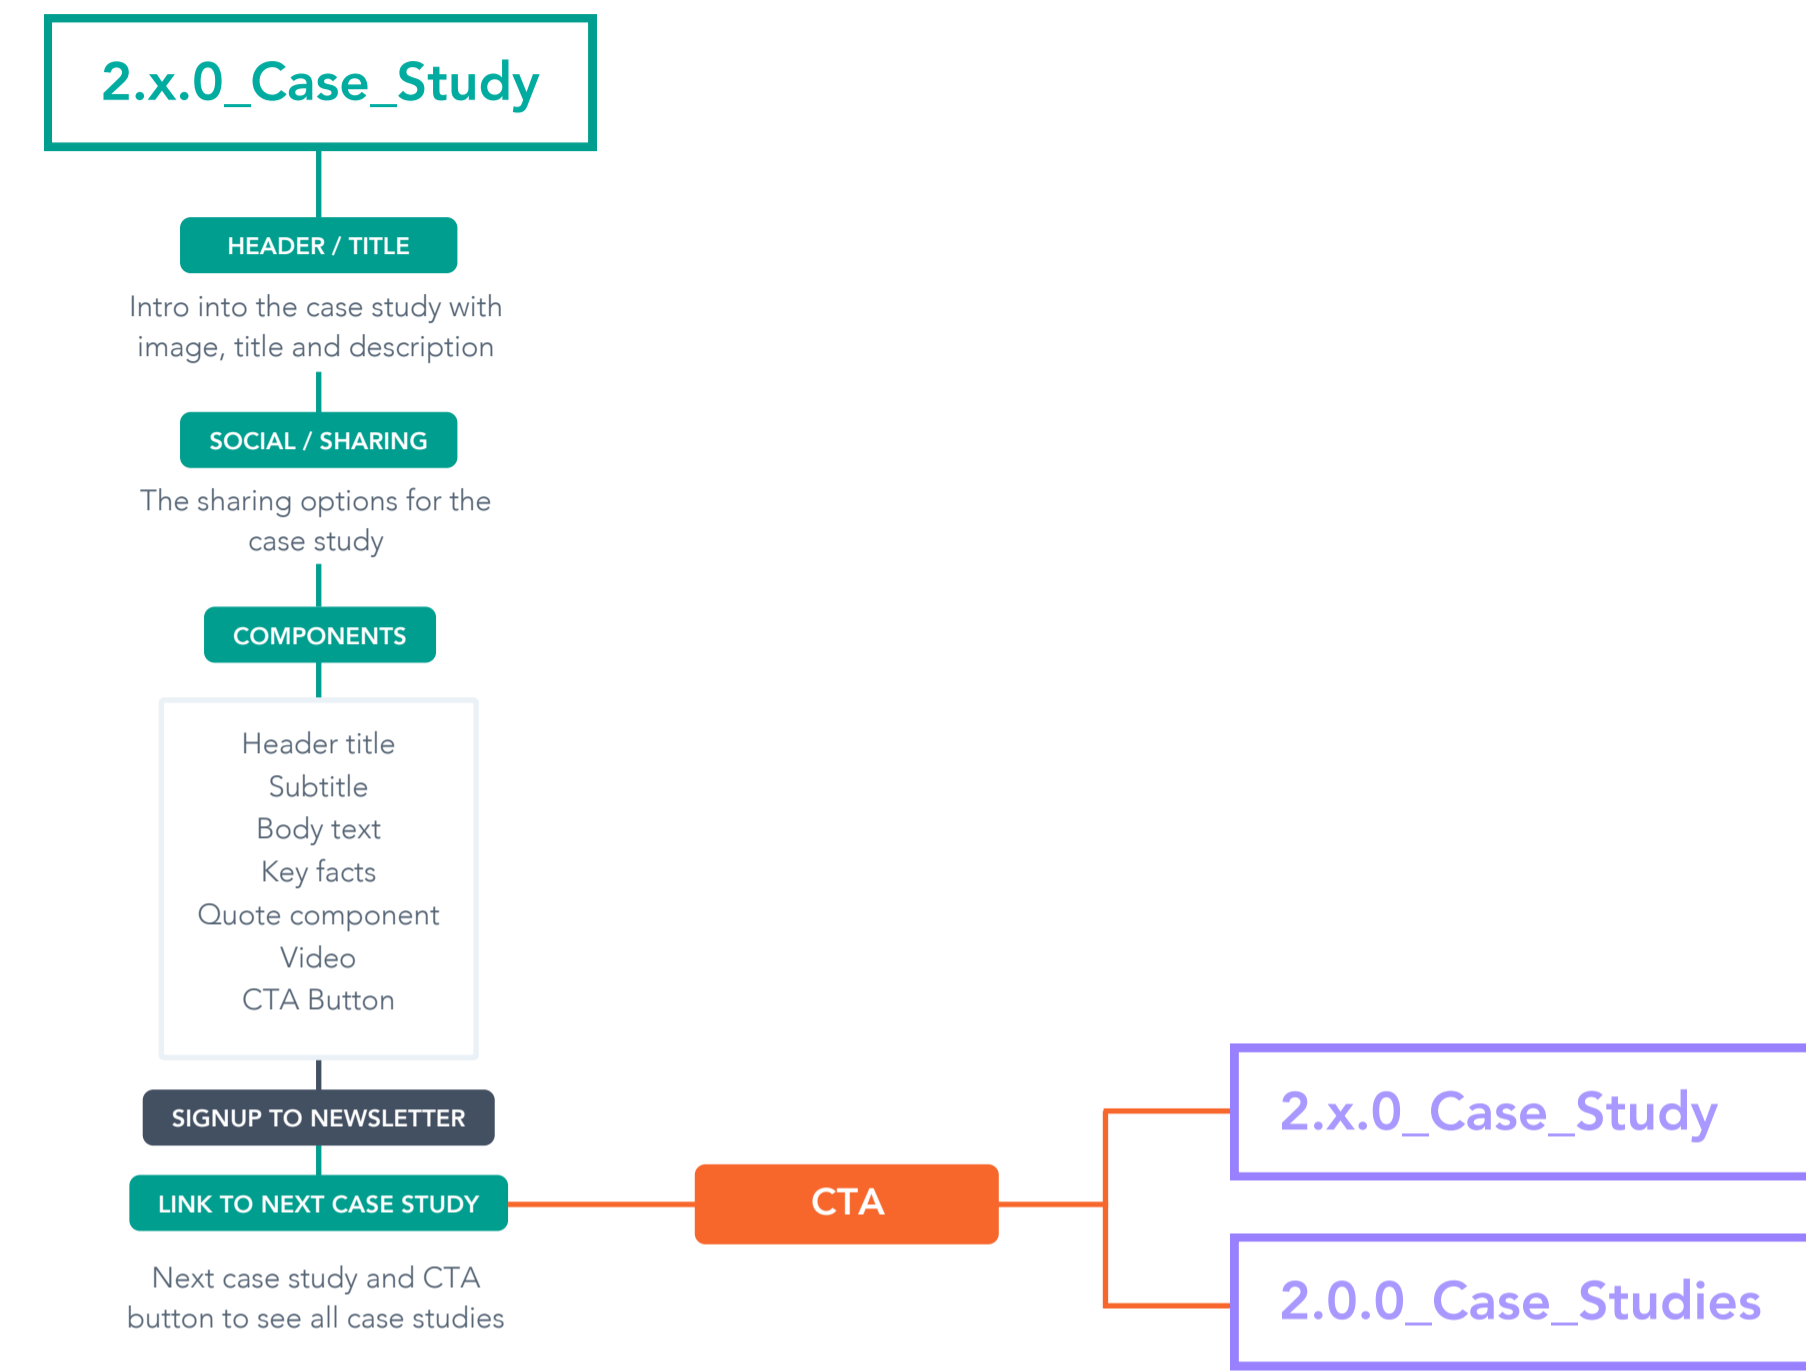 2.x.0_Case_Study
HEADER / TITLE
Intro into the case study with
image, title and description
SOCIAL / SHARING
The sharing options for the
case study
COMPONENTS
Header title
Subtitle
Body text
Key facts
Quote component
Video
CTA Button
SIGNUP TO NEWSLETTER
LINK TO NEXT CASE STUDY
Next case study and CTA
button to see all case studies
CTA
2.x.0_Case_Study
2.0.0_Case_Studies